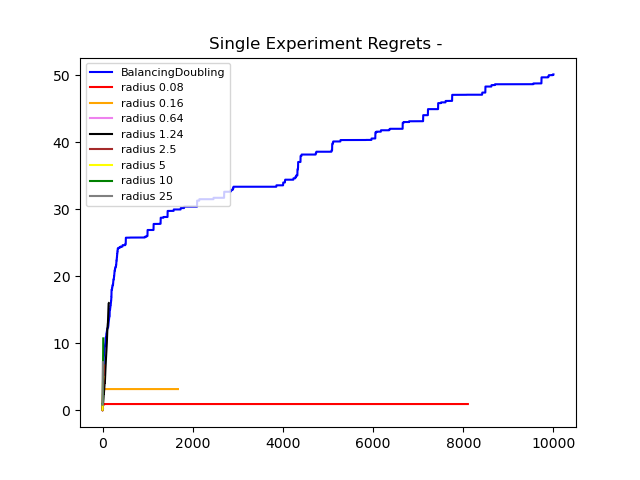 Single Experiment Regrets -
BalancingDoubling
radius 0.08
radius 0.16
radius 0.64
radius 1.24
radius 2.5
radius 5
radius 10
radius 25
50
40
30
20
10
0
0 2000 4000 6000 8000 10000